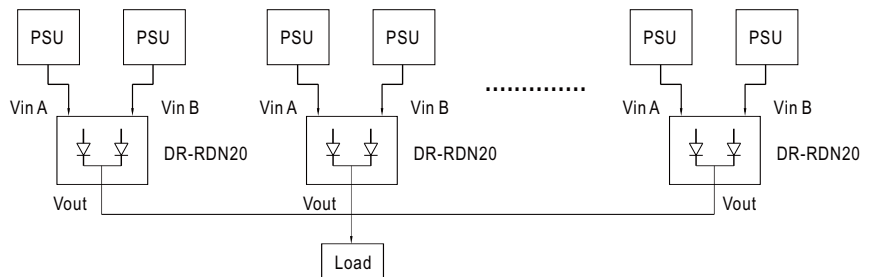 PSU PSU PSU PSU PSU PSU
Vin A Vin B Vin A Vin B Vin A Vin B
DR-RDN20 DR-RDN20 DR-RDN20
Vout Vout Vout
Load